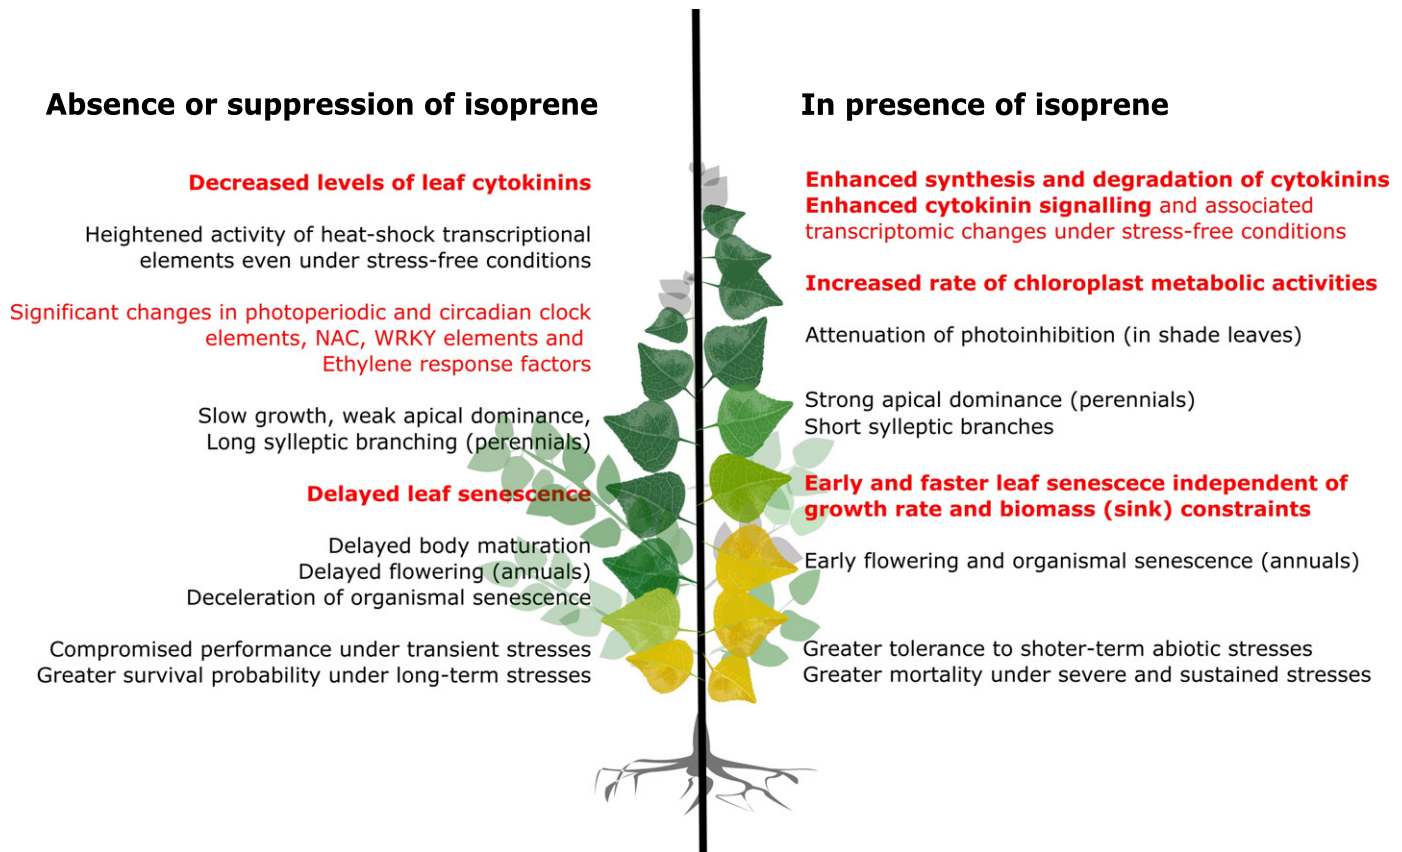 Absence or suppression of isoprene
Decreased levels of leaf cytokinins
Heightened activity of heat-shock transcriptional
elements even under stress-free conditions
Significant changes in photoperiodic and circadian clock
elements, NAC, WRKY elements and
Ethylene response factors
Slow growth, weak apical dominance,
Long sylleptic branching (perennials)
Delayed leaf senescence
Delayed body maturation
Delayed flowering (annuals)
Deceleration of organismal senescence
Compromised performance under transient stresses
Greater survival probability under long-term stresses
In presence of isoprene
Enhanced synthesis and degradation of cytokinins
Enhanced cytokinin signalling and associated
transcriptomic changes under stress-free conditions
Increased rate of chloroplast metabolic activities
Attenuation of photoinhibition (in shade leaves)
Strong apical dominance (perennials)
Short sylleptic branches
Early and faster leaf senescece independent of
growth rate and biomass (sink) constraints
Early flowering and organismal senescence (annuals)
Greater tolerance to shoter-term abiotic stresses
Greater mortality under severe and sustained stresses